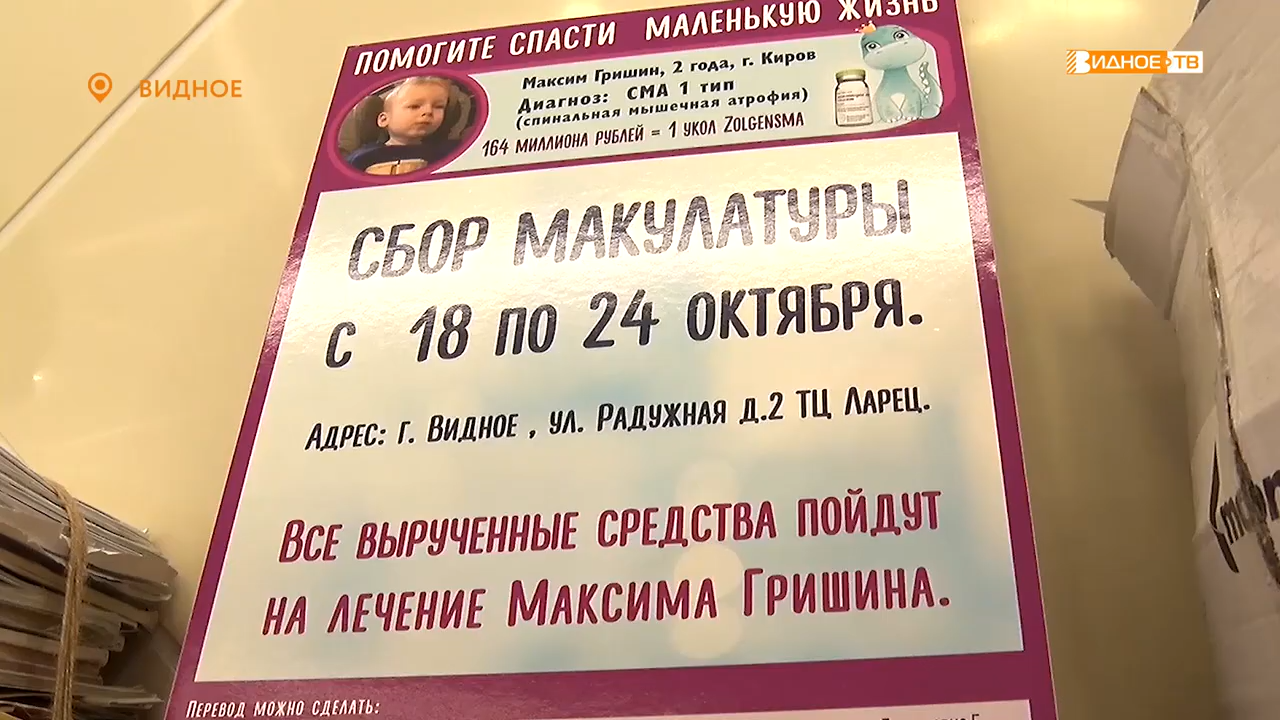 ВИДНОЕ
ВИДНОЕ ТВ
ПОМОГИТЕ СПАСТИ МАЛЕНЬКУЮ ЖИЗНЬ
Максим Гришин, 2 года, г. Киров
Диагноз: СМА 1 тип
(спинальная мышечная атрофия)
164 МИЛЛИОНА РУБЛЕЙ = 1 УКОЛ ZOLGENSMA
СБОР МАКУЛАТУРЫ
С 18 ПО 24 ОКТЯБРЯ.
АДРЕС: Г. ВИДНОЕ , УЛ. РАДУЖНАЯ Д.2 ТЦ ЛАРЕЦ.
ВСЕ ВЫРУЧЕННЫЕ СРЕДСТВА ПОЙДУТ
НА ЛЕЧЕНИЕ МАКСИМА ГРИШИНА.
ПЕРЕВОД МОЖНО СДЕЛАТЬ: